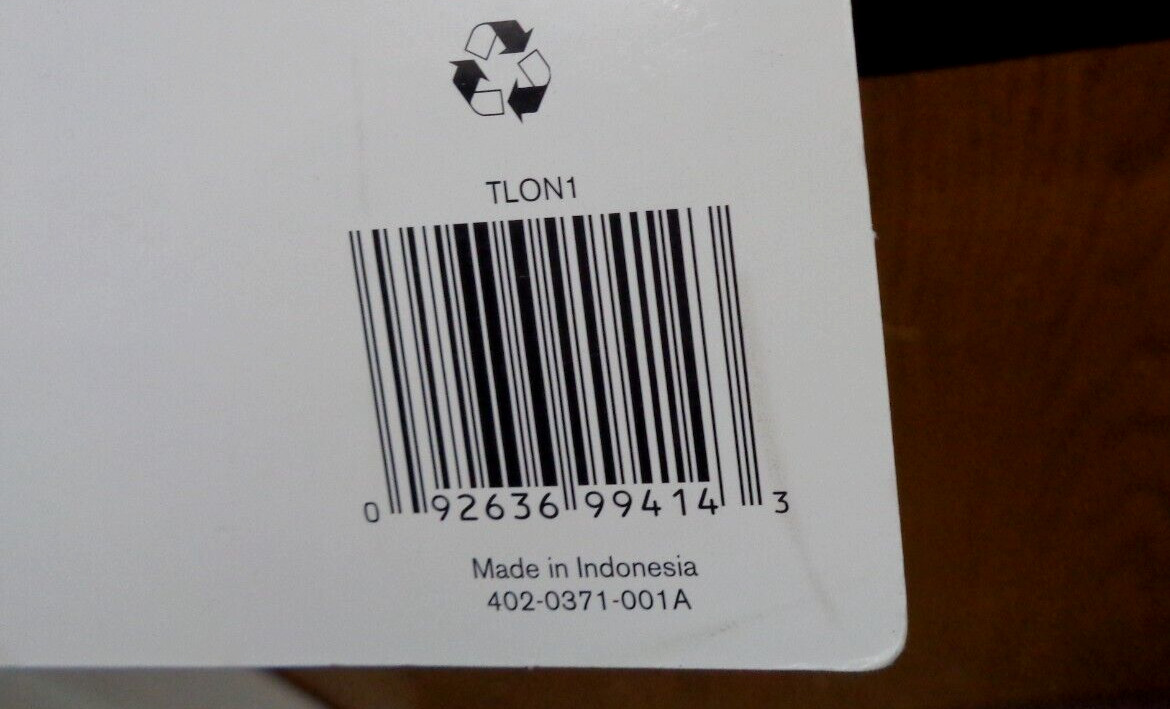 TLON1
0 92636 99414 3
Made in Indonesia
402-0371-001A